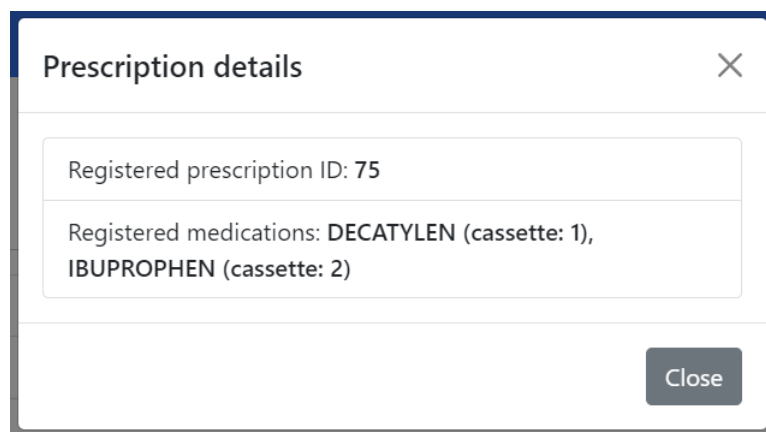 Prescription details
Registered prescription ID: 75
Registered medications: DECATYLEN (cassette: 1),
IBUPROPHEN (cassette: 2)
Close